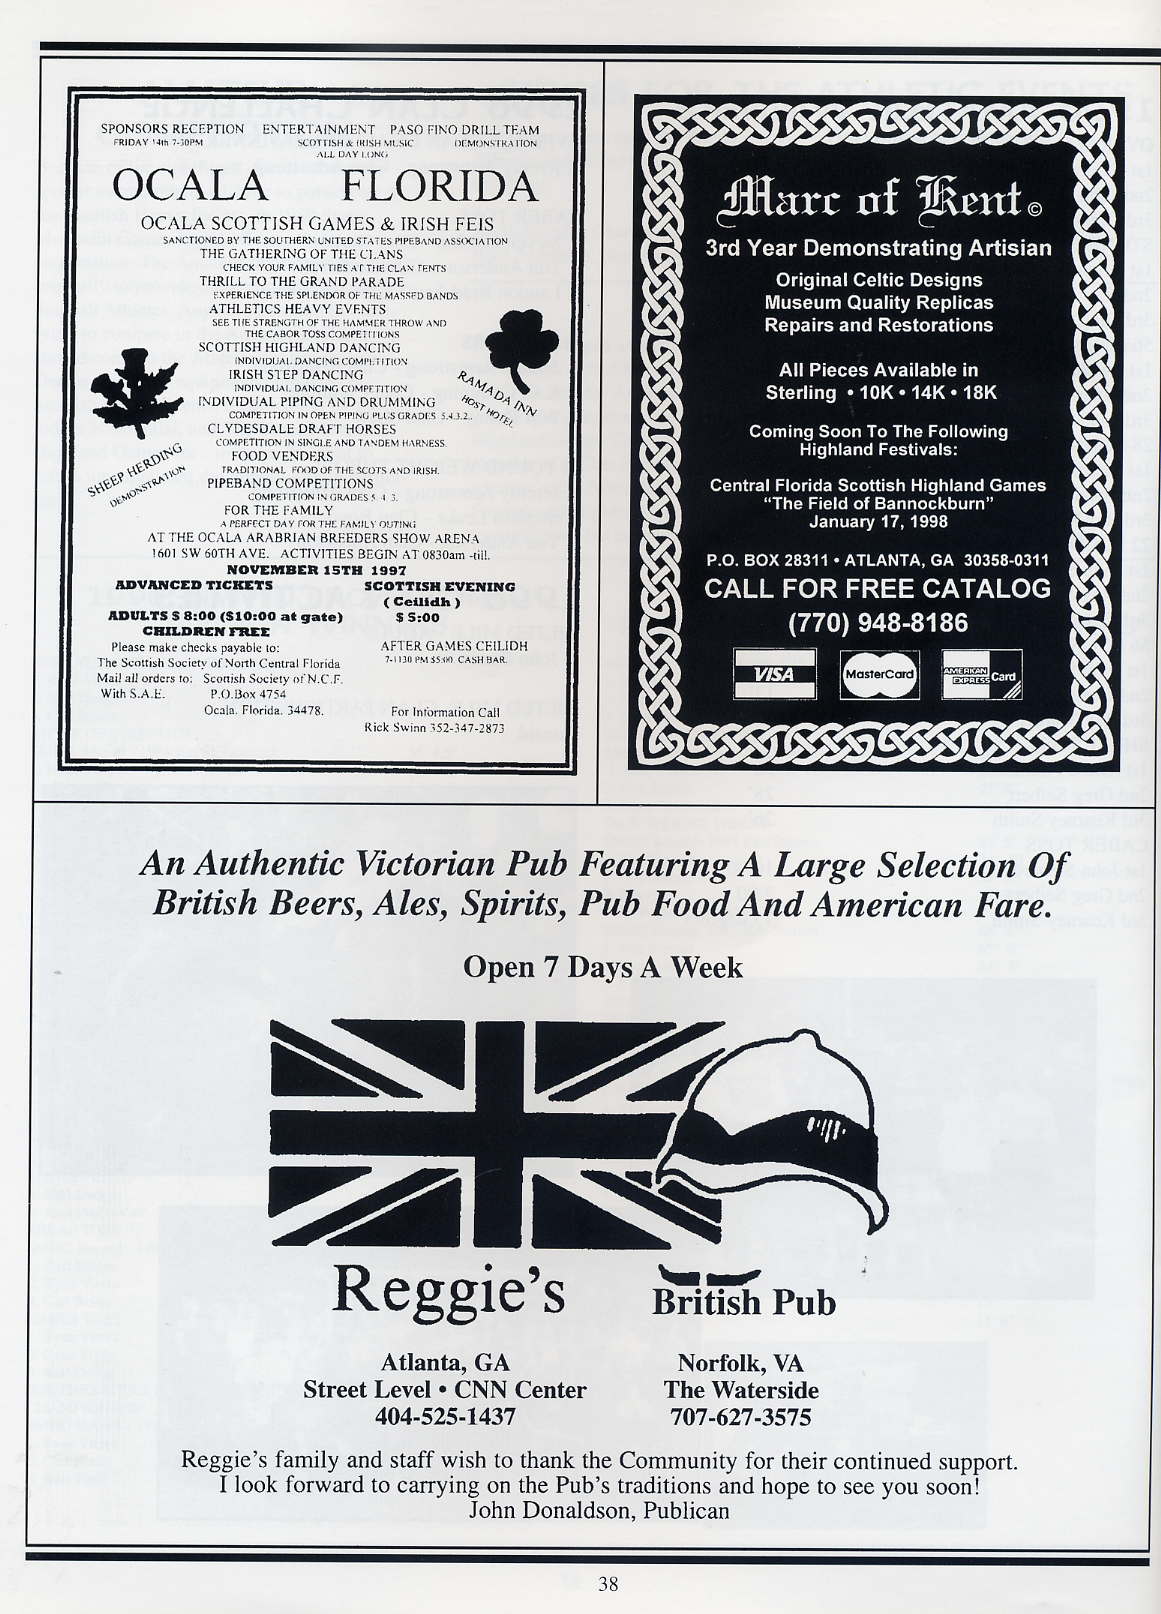 SPONSORS RECEPTION ENTERTAINMENT PASO FINO DRILL TEAM
FRIDAY 14th 7-30PM SCOTTISH & IRISH MUSIC DEMONSTRATION
ALL DAY LONG
OCALA FLORIDA
OCALA SCOTTISH GAMES & IRISH FEIS
SANCTIONED BY THE SOUTHERN UNITED STATES PIPEBAND ASSOCIATION
THE GATHERING OF THE CLANS
CHECK YOUR FAMILY TIES AT THE CLAN TENTS
THRILL TO THE GRAND PARADE
EXPERIENCE THE SPLENDOR OF THE MASSED BANDS
ATHLETICS HEAVY EVENTS
SEE THE STRENGTH OF THE HAMMER THROW AND
THE CABOR TOSS COMPETITIONS
SCOTTISH HIGHLAND DANCING
INDIVIDUAL DANCING COMPETITION
IRISH STEP DANCING
INDIVIDUAL DANCING COMPETITION
INDIVIDUAL PIPING AND DRUMMING
COMPETITION IN OPEN PIPING PLUS GRADES 5.4.3.2..
CLYDESDALE DRAFT HORSES
COMPETITION IN SINGLE AND TANDEM HARNESS.
FOOD VENDERS
TRADITIONAL FOOD OF THE SCOTS AND IRISH.
PIPEBAND COMPETITIONS
COMPETITION IN GRADES 5 .4 .3.
FOR THE FAMILY
A PERFECT DAY FOR THE FAMILY OUTING
RAMADA INN
HOST HOTEL
SHEEP HERDING
DEMONSTRATION
AT THE OCALA ARABRIAN BREEDERS SHOW ARENA
1601 SW 60TH AVE. ACTIVITIES BEGIN AT 0830am -till.
NOVEMBER 15TH 1997
ADVANCED TICKETS SCOTTISH EVENING
( Ceilidh )
ADULTS $ 8:00 ($10:00 at gate) $ 5:00
CHILDREN FREE
Please make checks payable to: AFTER GAMES CEILIDH
The Scottish Society of North Central Florida 7-1130 PM $5:00 CASH BAR.
Mail all orders to: Scottish Society of N.C.F.
With S.A.E. P.O.Box 4754
Ocala. Florida. 34478. For Information Call
Rick Swinn 352-347-2873
Marc of Kent ©
3rd Year Demonstrating Artisian
Original Celtic Designs
Museum Quality Replicas
Repairs and Restorations
All Pieces Available in
Sterling • 10K • 14K • 18K
Coming Soon To The Following
Highland Festivals:
Central Florida Scottish Highland Games
"The Field of Bannockburn"
January 17, 1998
P.O. BOX 28311 • ATLANTA, GA 30358-0311
CALL FOR FREE CATALOG
(770) 948-8186
VISA MasterCard AMERICAN EXPRESS Card
An Authentic Victorian Pub Featuring A Large Selection Of
British Beers, Ales, Spirits, Pub Food And American Fare.
Open 7 Days A Week
Reggie's British Pub
Atlanta, GA Norfolk, VA
Street Level • CNN Center The Waterside
404-525-1437 707-627-3575
Reggie's family and staff wish to thank the Community for their continued support.
I look forward to carrying on the Pub's traditions and hope to see you soon!
John Donaldson, Publican
38